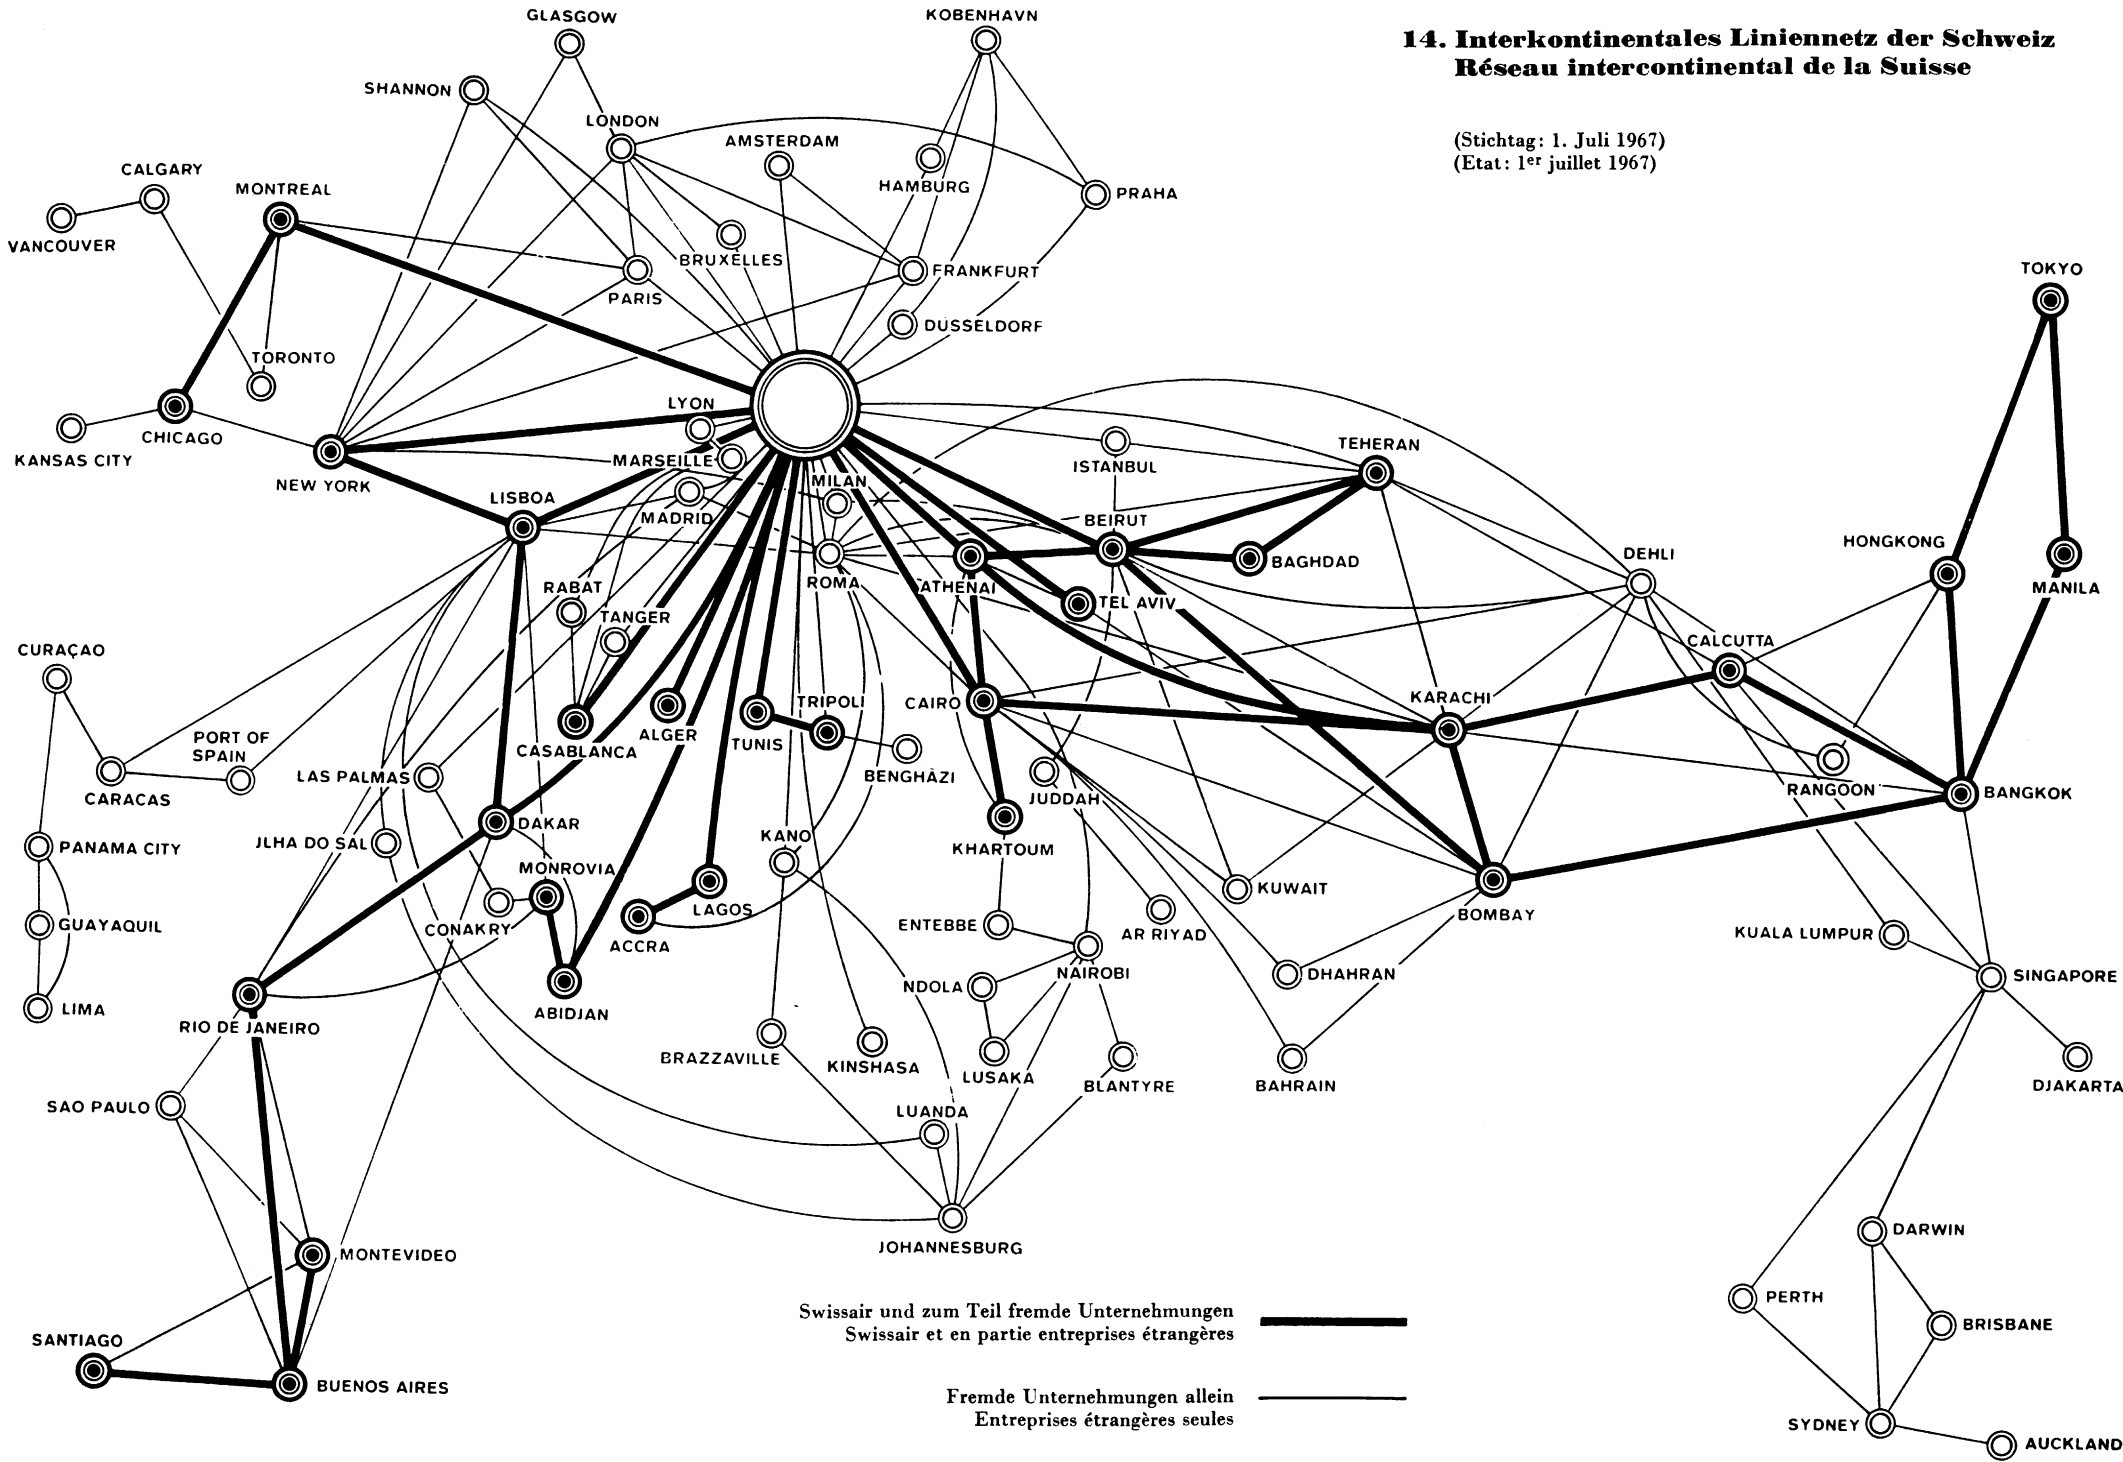 14. Interkontinentales Liniennetz der Schweiz
Réseau intercontinental de la Suisse
(Stichtag: 1. Juli 1967)
(Etat: 1er juillet 1967)
GLASGOW
KOBENHAVN
SHANNON
LONDON
AMSTERDAM
HAMBURG
PRAHA
CALGARY
MONTREAL
VANCOUVER
BRUXELLES
FRANKFURT
PARIS
DÜSSELDORF
TORONTO
TOKYO
KANSAS CITY
CHICAGO
NEW YORK
LYON
MARSEILLE
MILAN
ISTANBUL
TEHERAN
LISBOA
MADRID
ROMA
ATHENAI
BEIRUT
BAGHDAD
DEHLI
HONGKONG
MANILA
RABAT
TANGER
TEL AVIV
CALCUTTA
CURAÇAO
CARACAS
PORT OF
SPAIN
LAS PALMAS
CASABLANCA
ALGER
TUNIS
TRIPOLI
BENGHAZI
CAIRO
JUDDAH
KARACHI
RANGOON
BANGKOK
PANAMA CITY
JLHA DO SAL
DAKAR
KANO
KHARTOUM
MONROVIA
KUWAIT
BOMBAY
GUAYAQUIL
CONAKRY
ACCRA
LAGOS
ENTEBBE
AR RIYAD
KUALA LUMPUR
LIMA
RIO DE JANEIRO
ABIDJAN
NDOLA
NAIROBI
DHAHRAN
SINGAPORE
BRAZZAVILLE
KINSHASA
LUSAKA
BLANTYRE
BAHRAIN
DJAKARTA
SAO PAULO
LUANDA
MONTEVIDEO
JOHANNESBURG
DARWIN
PERTH
BRISBANE
SANTIAGO
BUENOS AIRES
SYDNEY
AUCKLAND
Swissair und zum Teil fremde Unternehmungen
Swissair et en partie entreprises étrangères
Fremde Unternehmungen allein
Entreprises étrangères seules